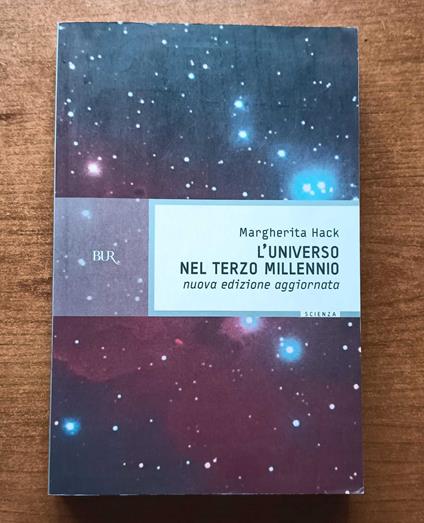 Margherita Hack
L'UNIVERSO
NEL TERZO MILLENNIO
nuova edizione aggiornata
BUR
SCIENZA